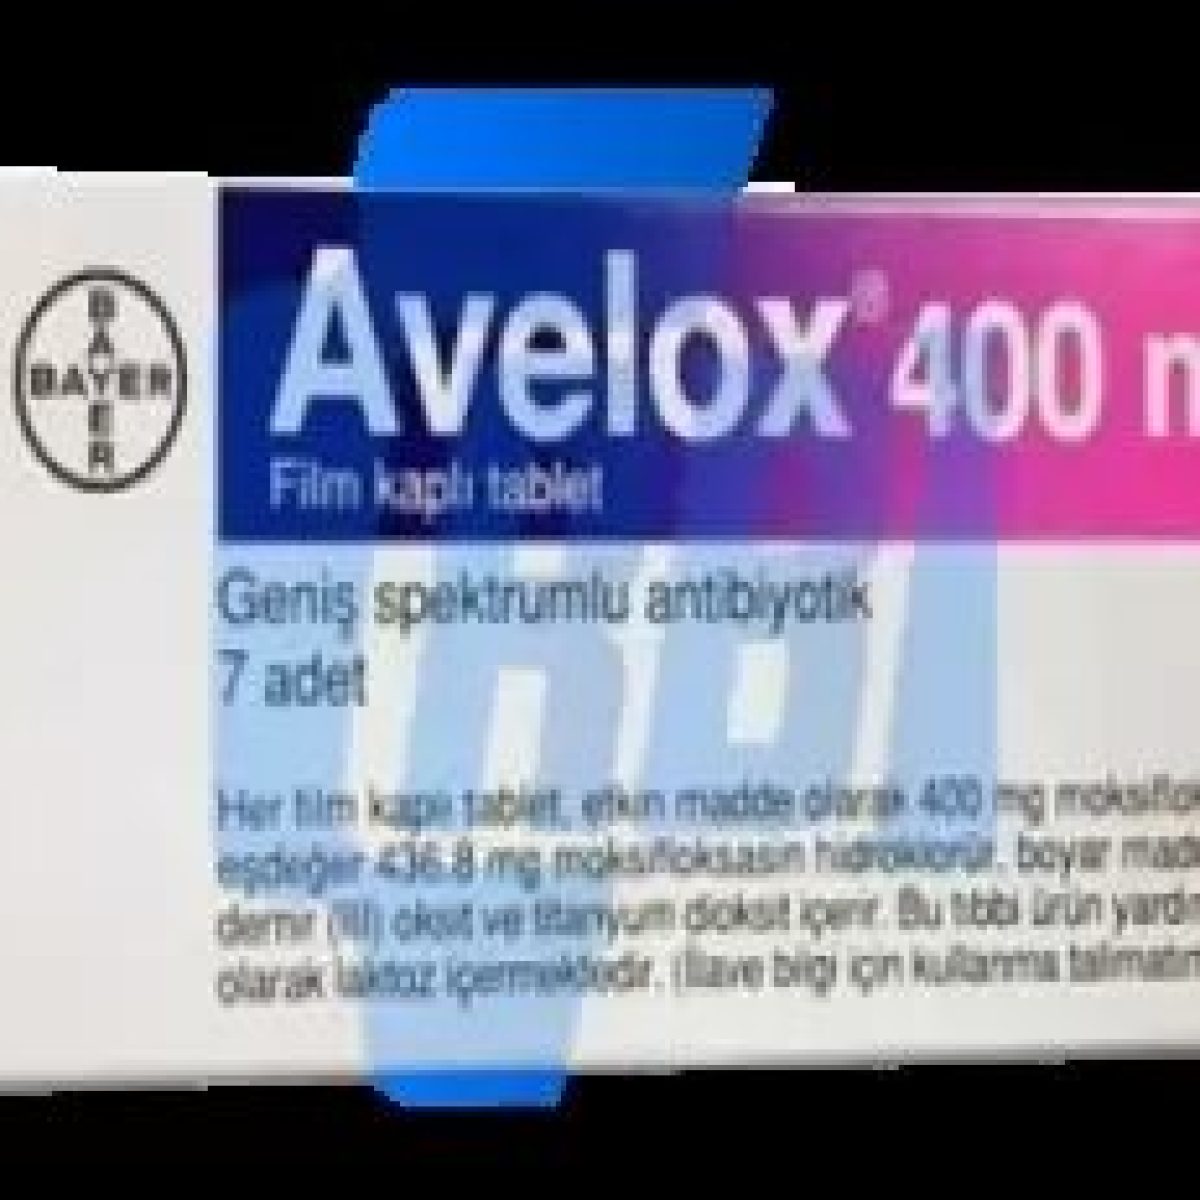 BAYER
BAYER
Avelox® 400 m
Film kaplı tablet
Geniş spektrumlu antibiyotik
7 adet
Her film kaplı tablet, etkin madde olarak 400 mg moksiflok
eşdeğer 436.8 mg moksifloksasin hidroklorür, boyar mad
demir (III) oksit ve titanyum dioksit içerir. Bu tıbbi ürün yardı
olarak laktoz içermektedir. (İlave bilgi için kullanma talimatın